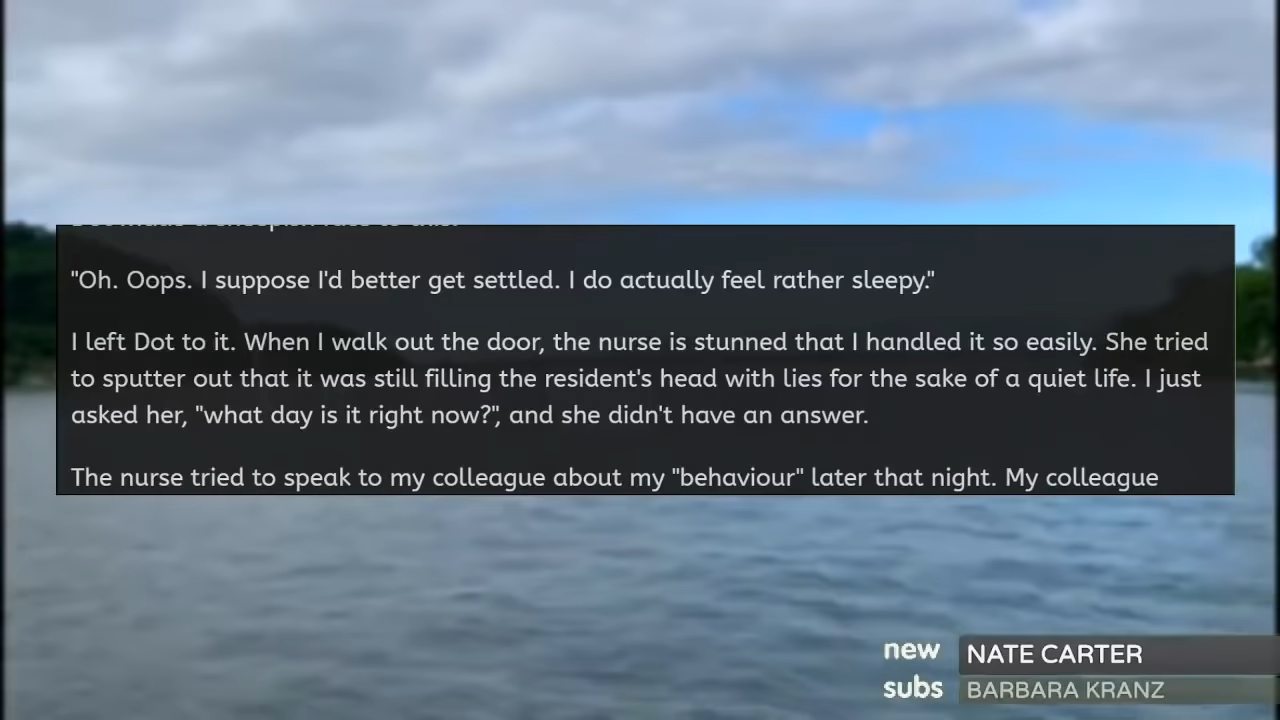 "Oh. Oops. I suppose I'd better get settled. I do actually feel rather sleepy."
I left Dot to it. When I walk out the door, the nurse is stunned that I handled it so easily. She tried
to sputter out that it was still filling the resident's head with lies for the sake of a quiet life. I just
asked her, "what day is it right now?", and she didn't have an answer.
The nurse tried to speak to my colleague about my "behaviour" later that night. My colleague
new NATE CARTER
subs BARBARA KRANZ